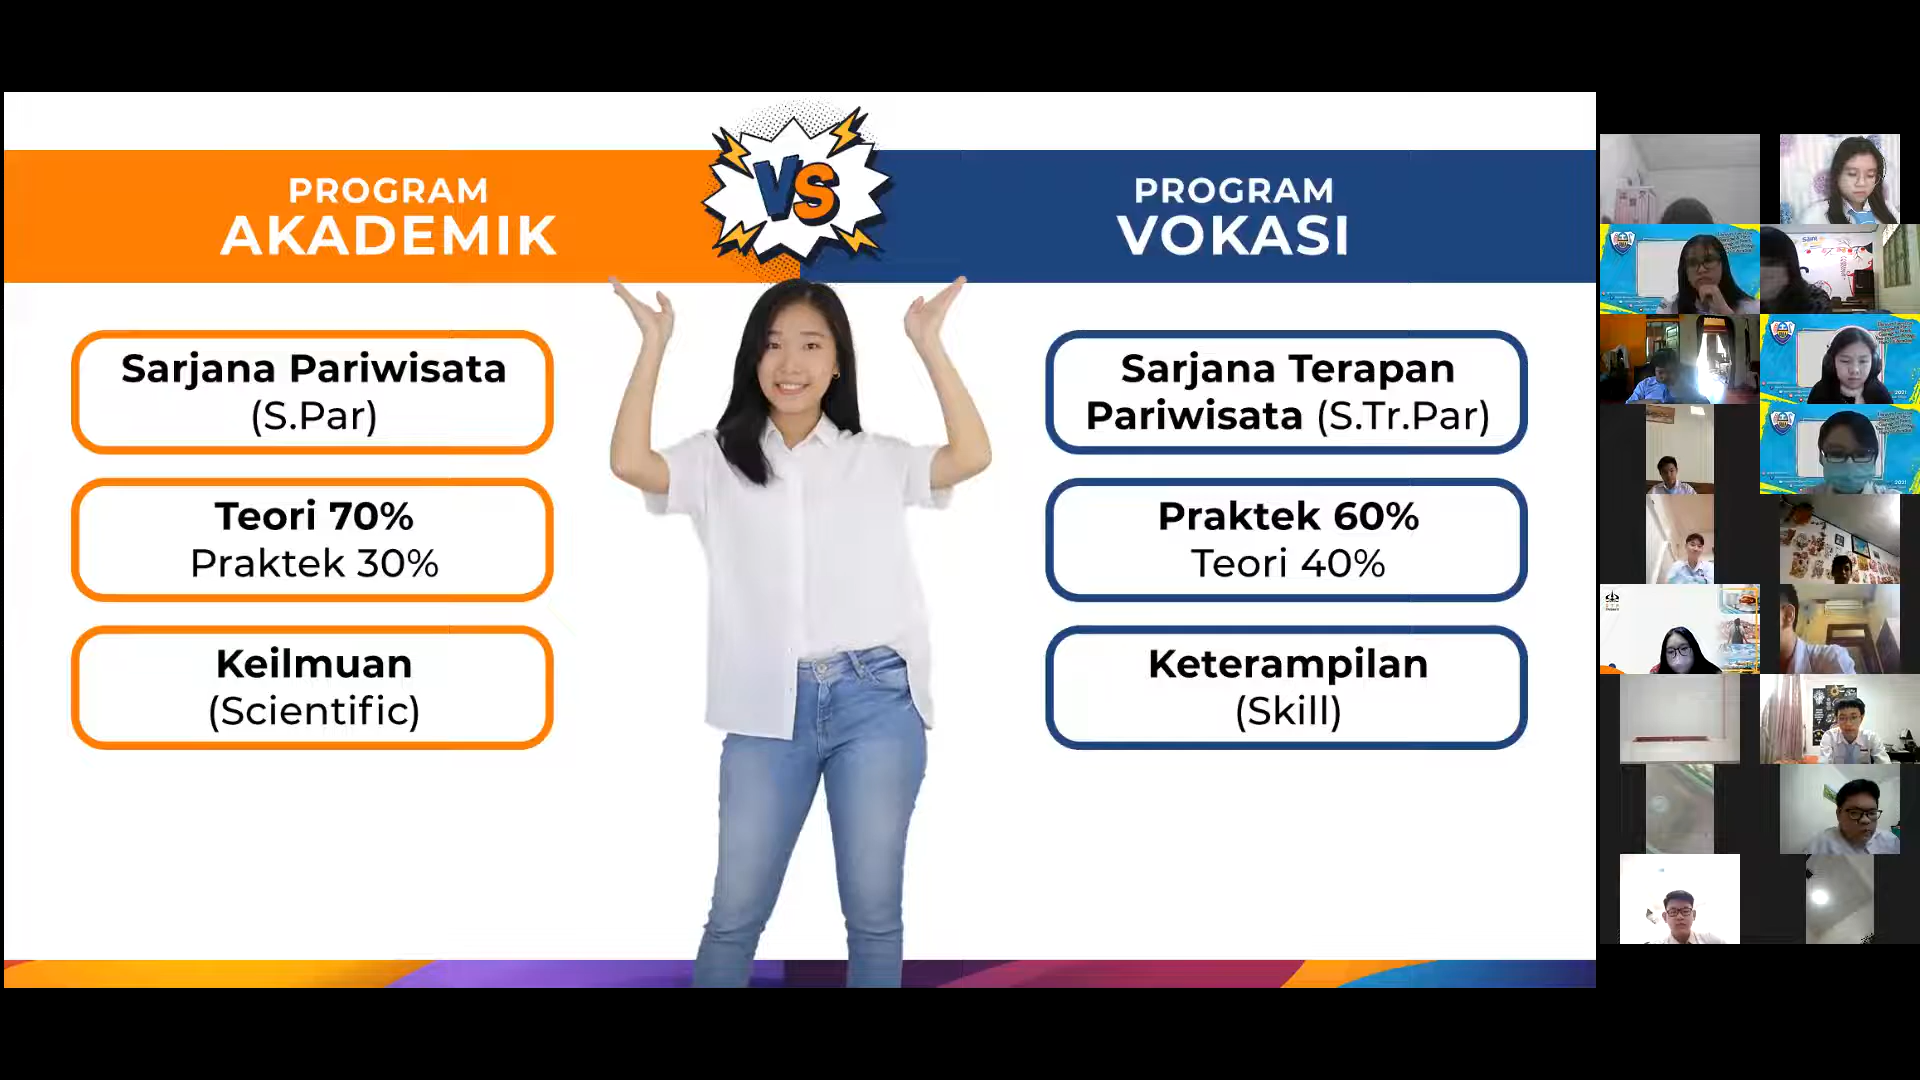 PROGRAM
AKADEMIK
VS
PROGRAM
VOKASI
Sarjana Pariwisata
(S.Par)
Teori 70%
Praktek 30%
Keilmuan
(Scientific)
Sarjana Terapan
Pariwisata (S.Tr.Par)
Praktek 60%
Teori 40%
Keterampilan
(Skill)